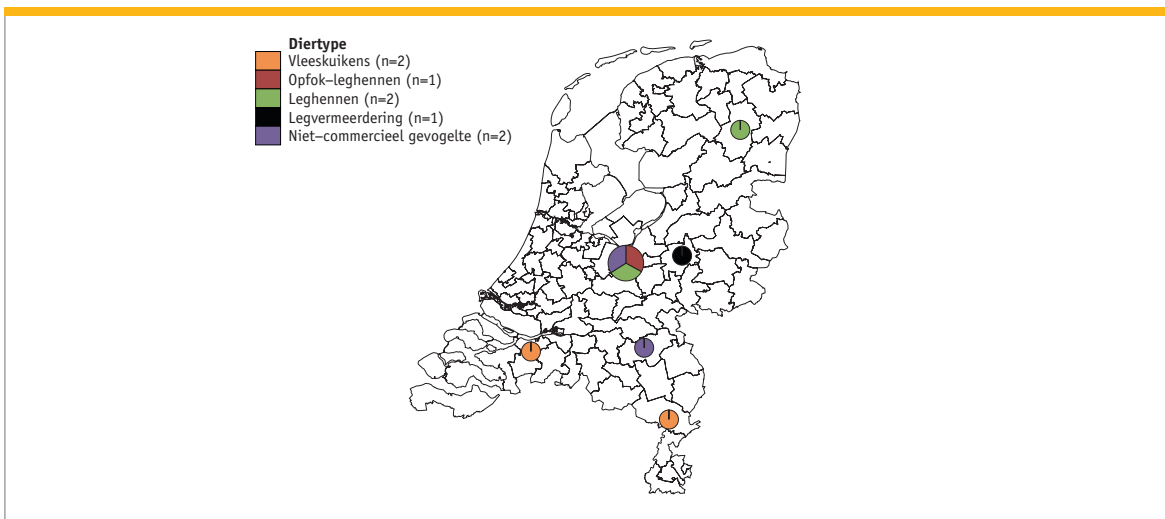 Diertype
Vleeskuikens (n=2)
Opfok–leghennen (n=1)
Leghennen (n=2)
Legvermeerdering (n=1)
Niet–commercieel gevogelte (n=2)